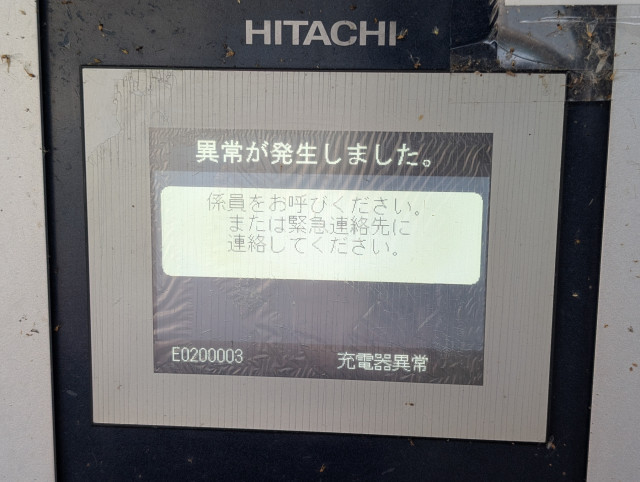 HITACHI
異常が発生しました。
係員をお呼びください。
または緊急連絡先に
連絡してください。
E0200003 充電器異常